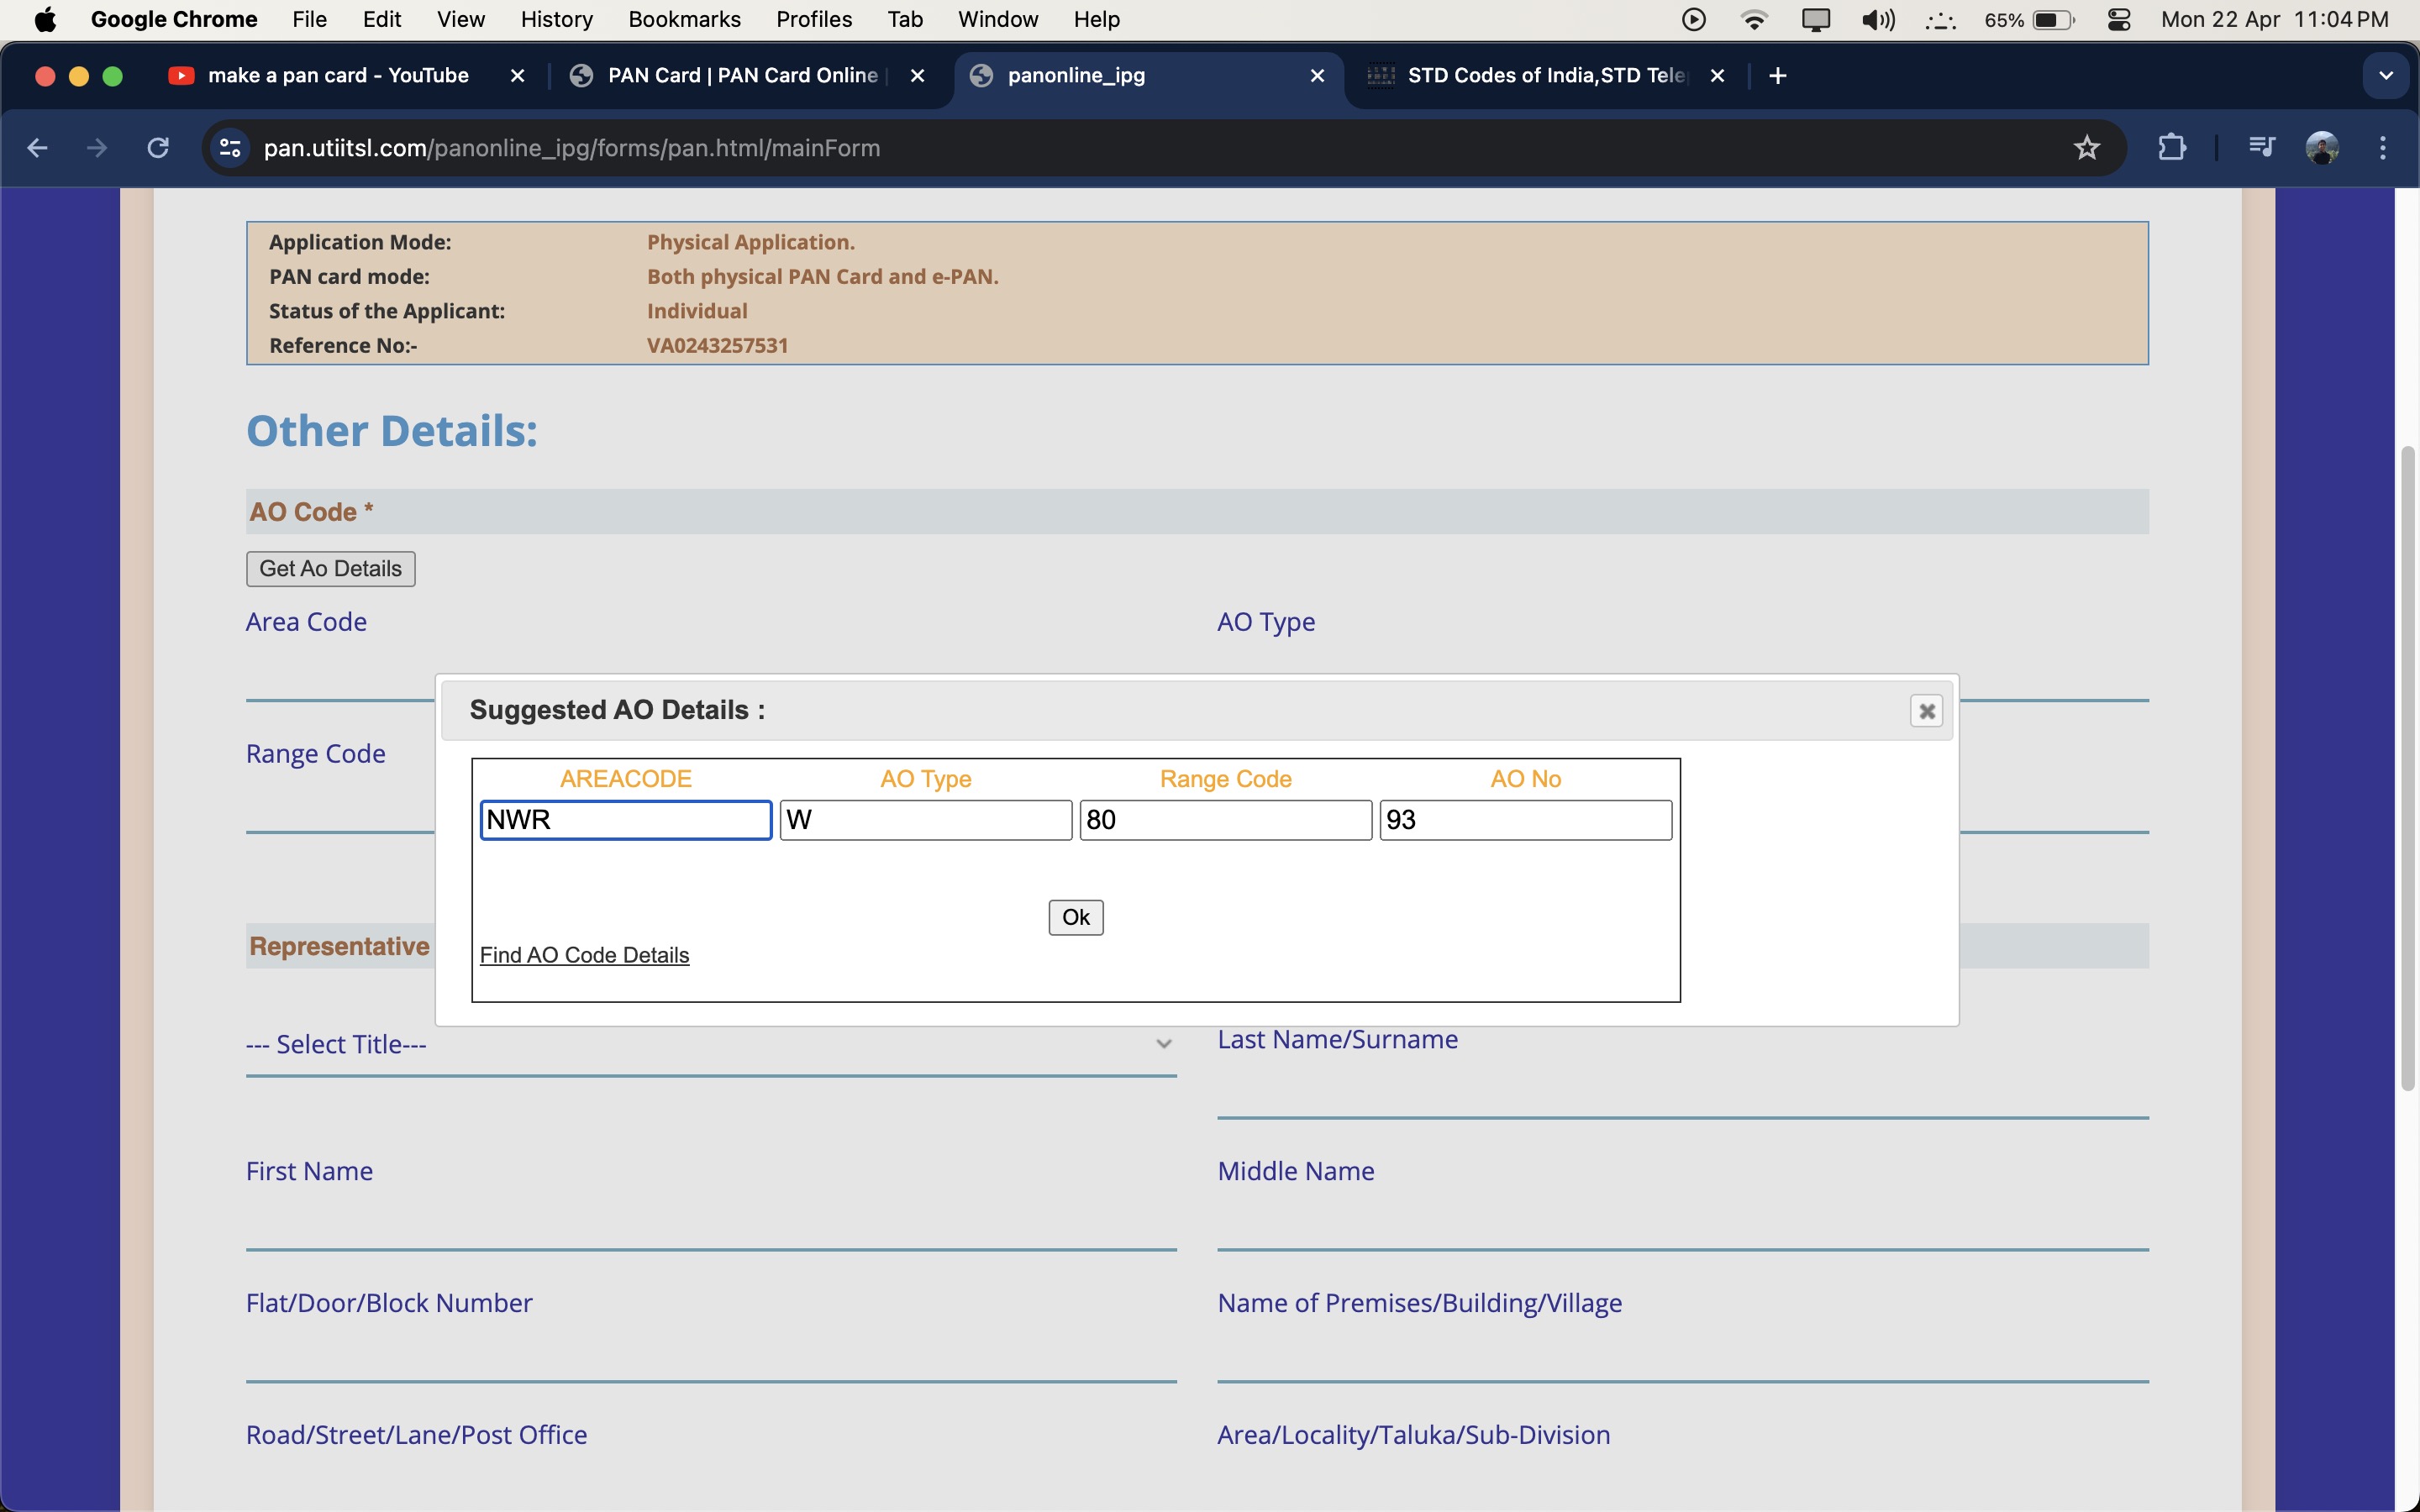 Google Chrome File Edit View History Bookmarks Profiles Tab Window Help 65% Mon 22 Apr 11:04 PM
make a pan card - YouTube PAN Card | PAN Card Online | panonline_ipg STD Codes of India,STD Tele
pan.utiitsl.com/panonline_ipg/forms/pan.html/mainForm
Application Mode: Physical Application.
PAN card mode: Both physical PAN Card and e-PAN.
Status of the Applicant: Individual
Reference No:- VA0243257531
Other Details:
AO Code *
Get Ao Details
Area Code AO Type
Suggested AO Details :
Range Code
AREACODE AO Type Range Code AO No
NWR W 80 93
Ok
Representative
Find AO Code Details
--- Select Title--- Last Name/Surname
First Name Middle Name
Flat/Door/Block Number Name of Premises/Building/Village
Road/Street/Lane/Post Office Area/Locality/Taluka/Sub-Division